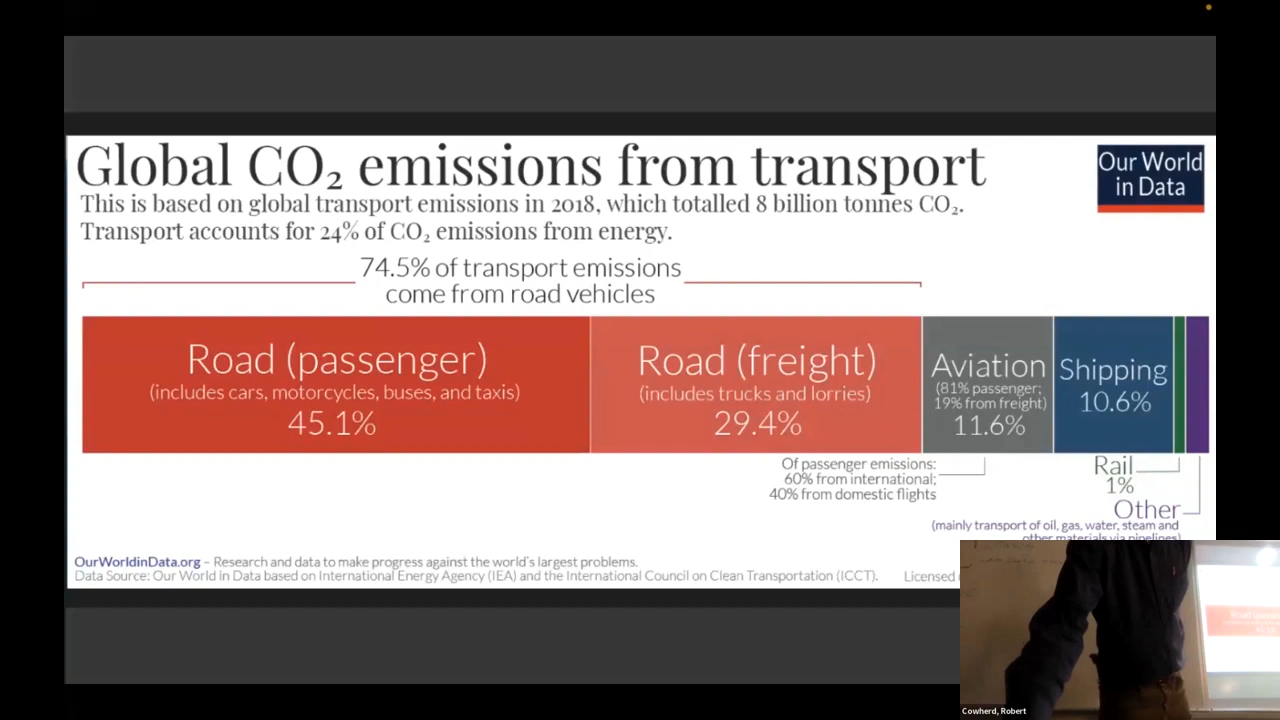 Global CO₂ emissions from transport
Our World
in Data
This is based on global transport emissions in 2018, which totalled 8 billion tonnes CO₂.
Transport accounts for 24% of CO₂ emissions from energy.
74.5% of transport emissions
come from road vehicles
Road (passenger)
(includes cars, motorcycles, buses, and taxis)
45.1%
Road (freight)
(includes trucks and lorries)
29.4%
Aviation
(81% passenger;
19% from freight)
11.6%
Shipping
10.6%
Of passenger emissions:
60% from international;
40% from domestic flights
Rail
1%
Other
(mainly transport of oil, gas, water, steam and
other materials via pipelines)
OurWorldinData.org – Research and data to make progress against the world's largest problems.
Data Source: Our World in Data based on International Energy Agency (IEA) and the International Council on Clean Transportation (ICCT).
Licensed
Cowherd, Robert